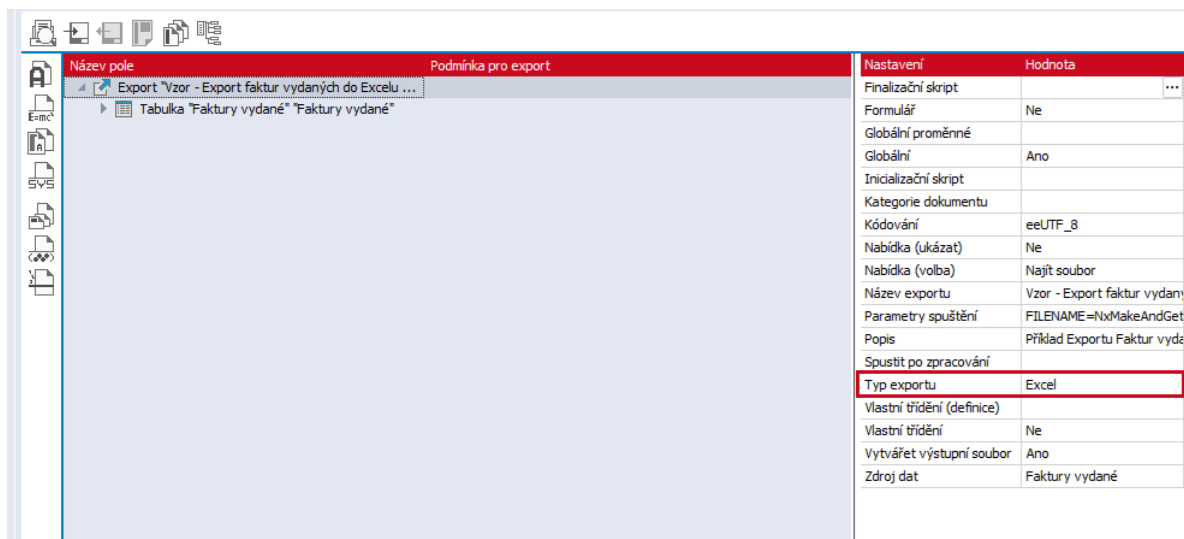 Název pole Podmínka pro export
Export "Vzor - Export faktur vydaných do Excelu ...
Tabulka "Faktury vydané" "Faktury vydané"
A
E=mc²
A
SYS
Nastavení Hodnota
Finalizační skript ...
Formulář Ne
Globální proměnné
Globální Ano
Inicializační skript
Kategorie dokumentu
Kódování eeUTF_8
Nabídka (ukázat) Ne
Nabídka (volba) Najít soubor
Název exportu Vzor - Export faktur vydaný
Parametry spuštění FILENAME=NxMakeAndGet
Popis Příklad Exportu Faktur vyda
Spustit po zpracování
Typ exportu Excel
Vlastní třídění (definice)
Vlastní třídění Ne
Vytvářet výstupní soubor Ano
Zdroj dat Faktury vydané